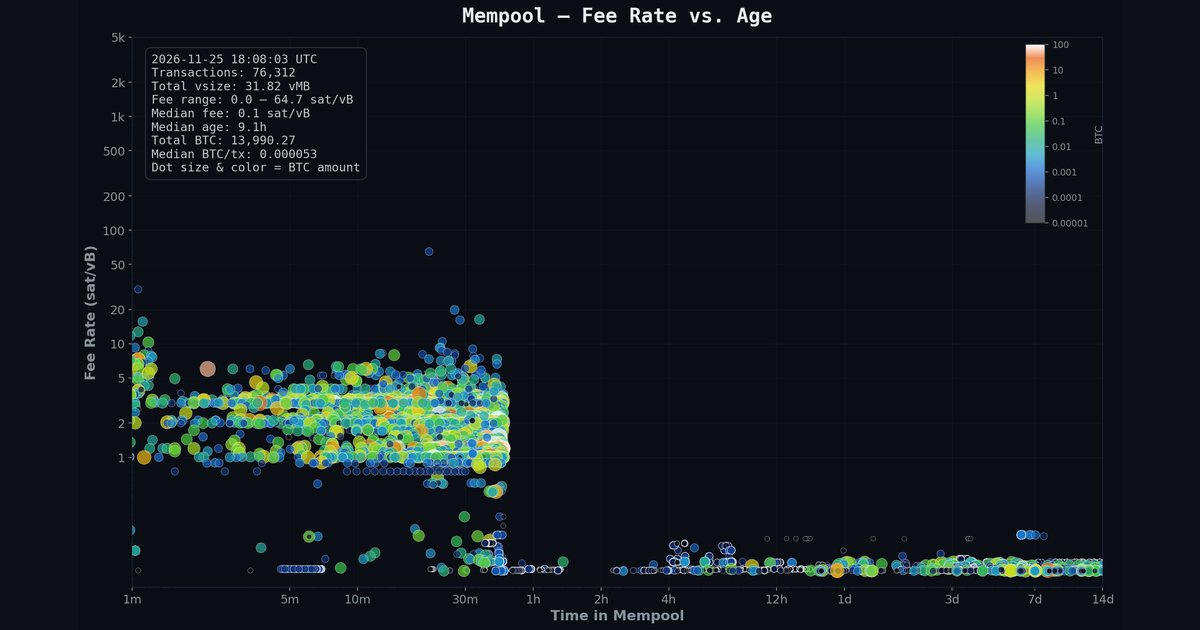 Mempool — Fee Rate vs. Age
5k
2k
1k
500
200
100
50
20
10
5
2
1
Fee Rate (sat/vB)
2026-11-25 18:08:03 UTC
Transactions: 76,312
Total vsize: 31.82 vMB
Fee range: 0.0 – 64.7 sat/vB
Median fee: 0.1 sat/vB
Median age: 9.1h
Total BTC: 13,990.27
Median BTC/tx: 0.000053
Dot size & color = BTC amount
100
10
1
0.1
0.01
0.001
0.0001
0.00001
BTC
1m 5m 10m 30m 1h 2h 4h 12h 1d 3d 7d 14d
Time in Mempool